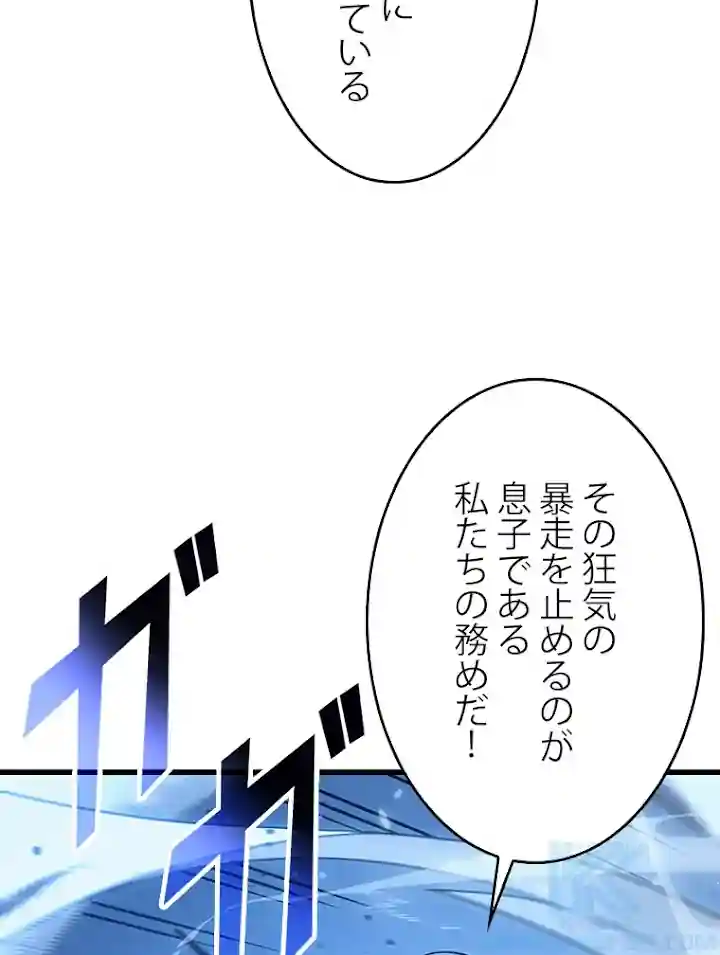 に
ている
その狂気の
暴走を止めるのが
息子である
私たちの務めだ！
ガガ